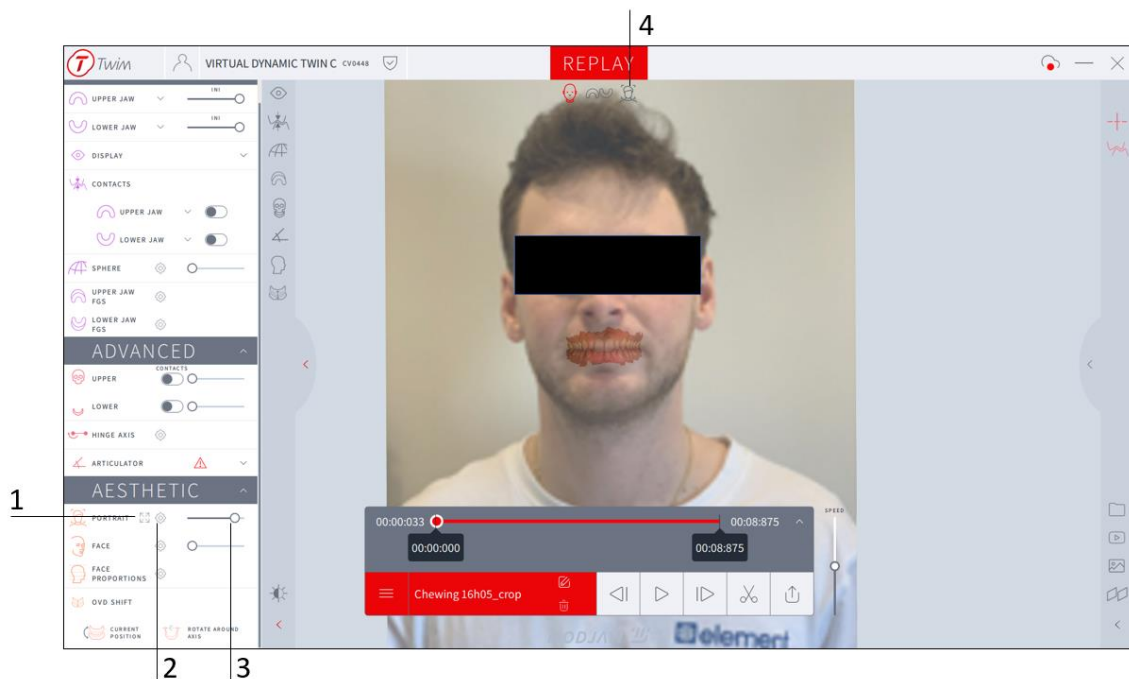 4
Twim
VIRTUAL DYNAMIC TWIN C CV0448
REPLAY
UPPER JAW
INI
LOWER JAW
INI
DISPLAY
CONTACTS
UPPER JAW
LOWER JAW
SPHERE
UPPER JAW
FGS
LOWER JAW
FGS
ADVANCED
CONTACTS
UPPER
LOWER
HINGE AXIS
ARTICULATOR
AESTHETIC
1
PORTRAIT
FACE
FACE
PROPORTIONS
OVD SHIFT
CURRENT
POSITION
ROTATE AROUND
AXIS
2
3
00:00:033
00:08:875
SPEED
00:00:000
00:08:875
Chewing 16h05_crop
element